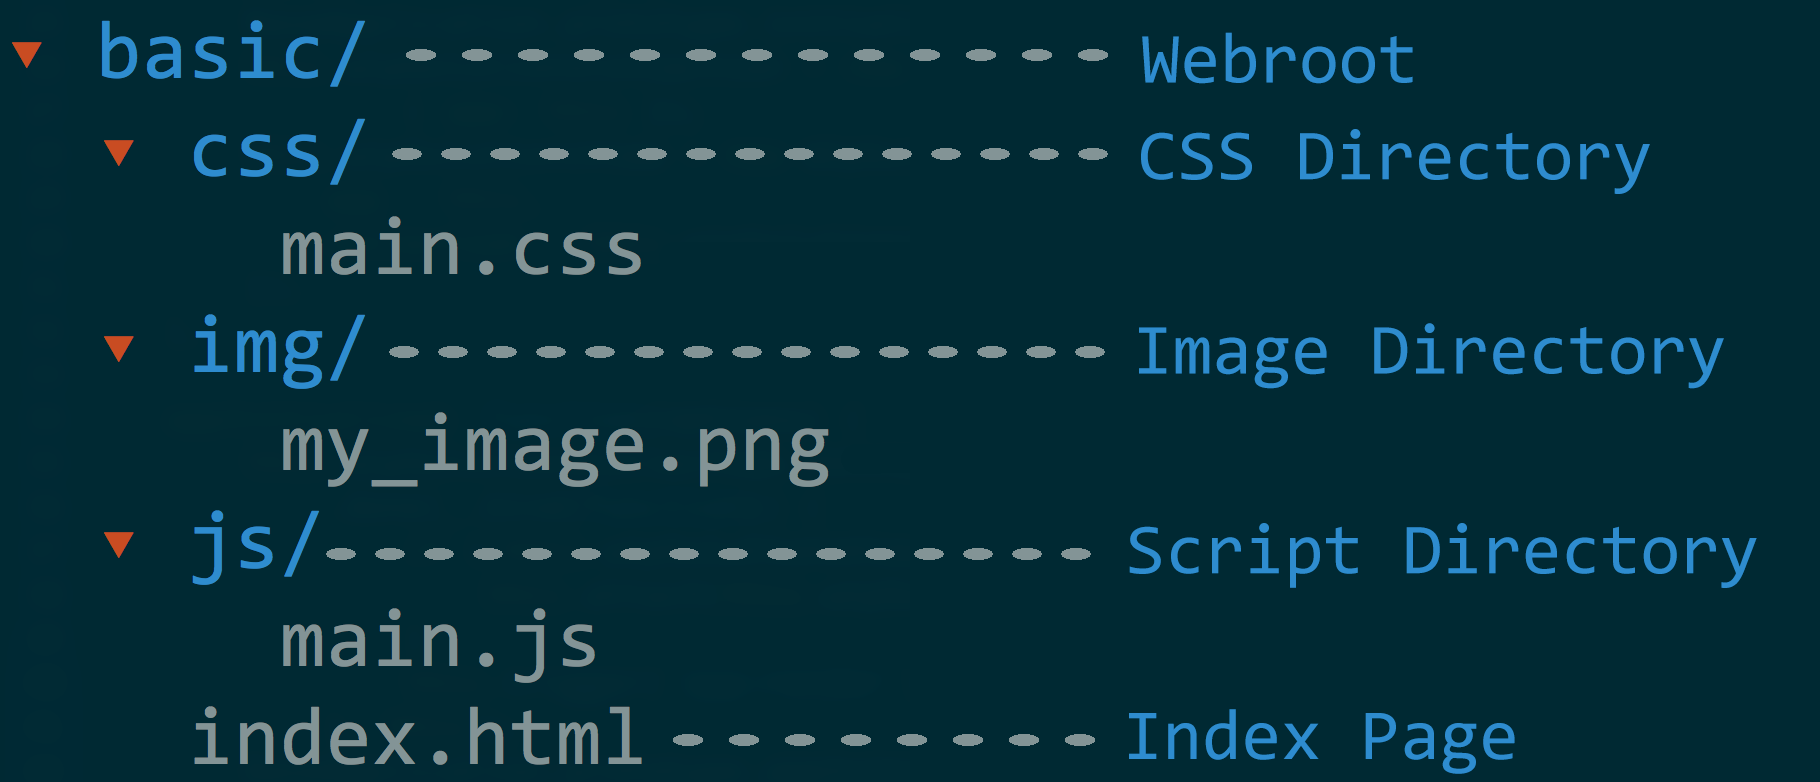 basic/ - - - - - - - - - - - - - Webroot
css/ - - - - - - - - - - - - - - - CSS Directory
main.css
img/ - - - - - - - - - - - - - - - Image Directory
my_image.png
js/ - - - - - - - - - - - - - - - - Script Directory
main.js
index.html - - - - - - - - Index Page